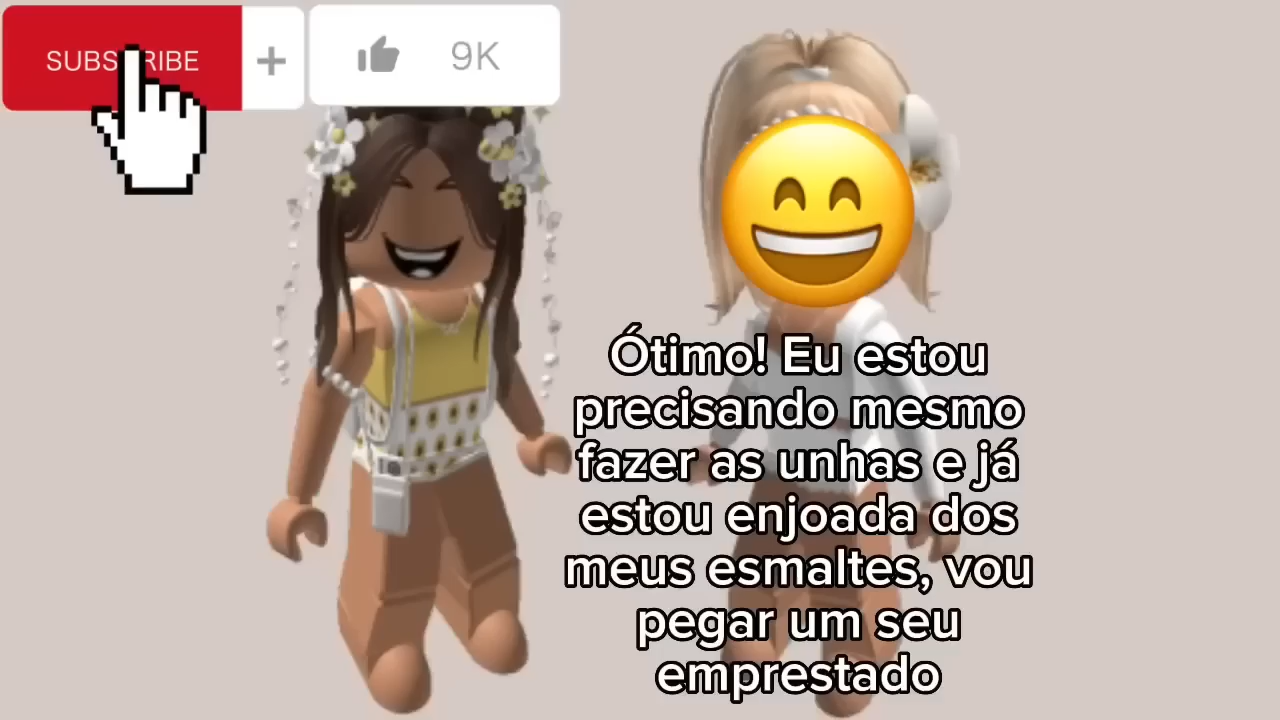 SUBSCRIBE
9K
Ótimo! Eu estou
precisando mesmo
fazer as unhas e já
estou enjoada dos
meus esmaltes, vou
pegar um seu
emprestado